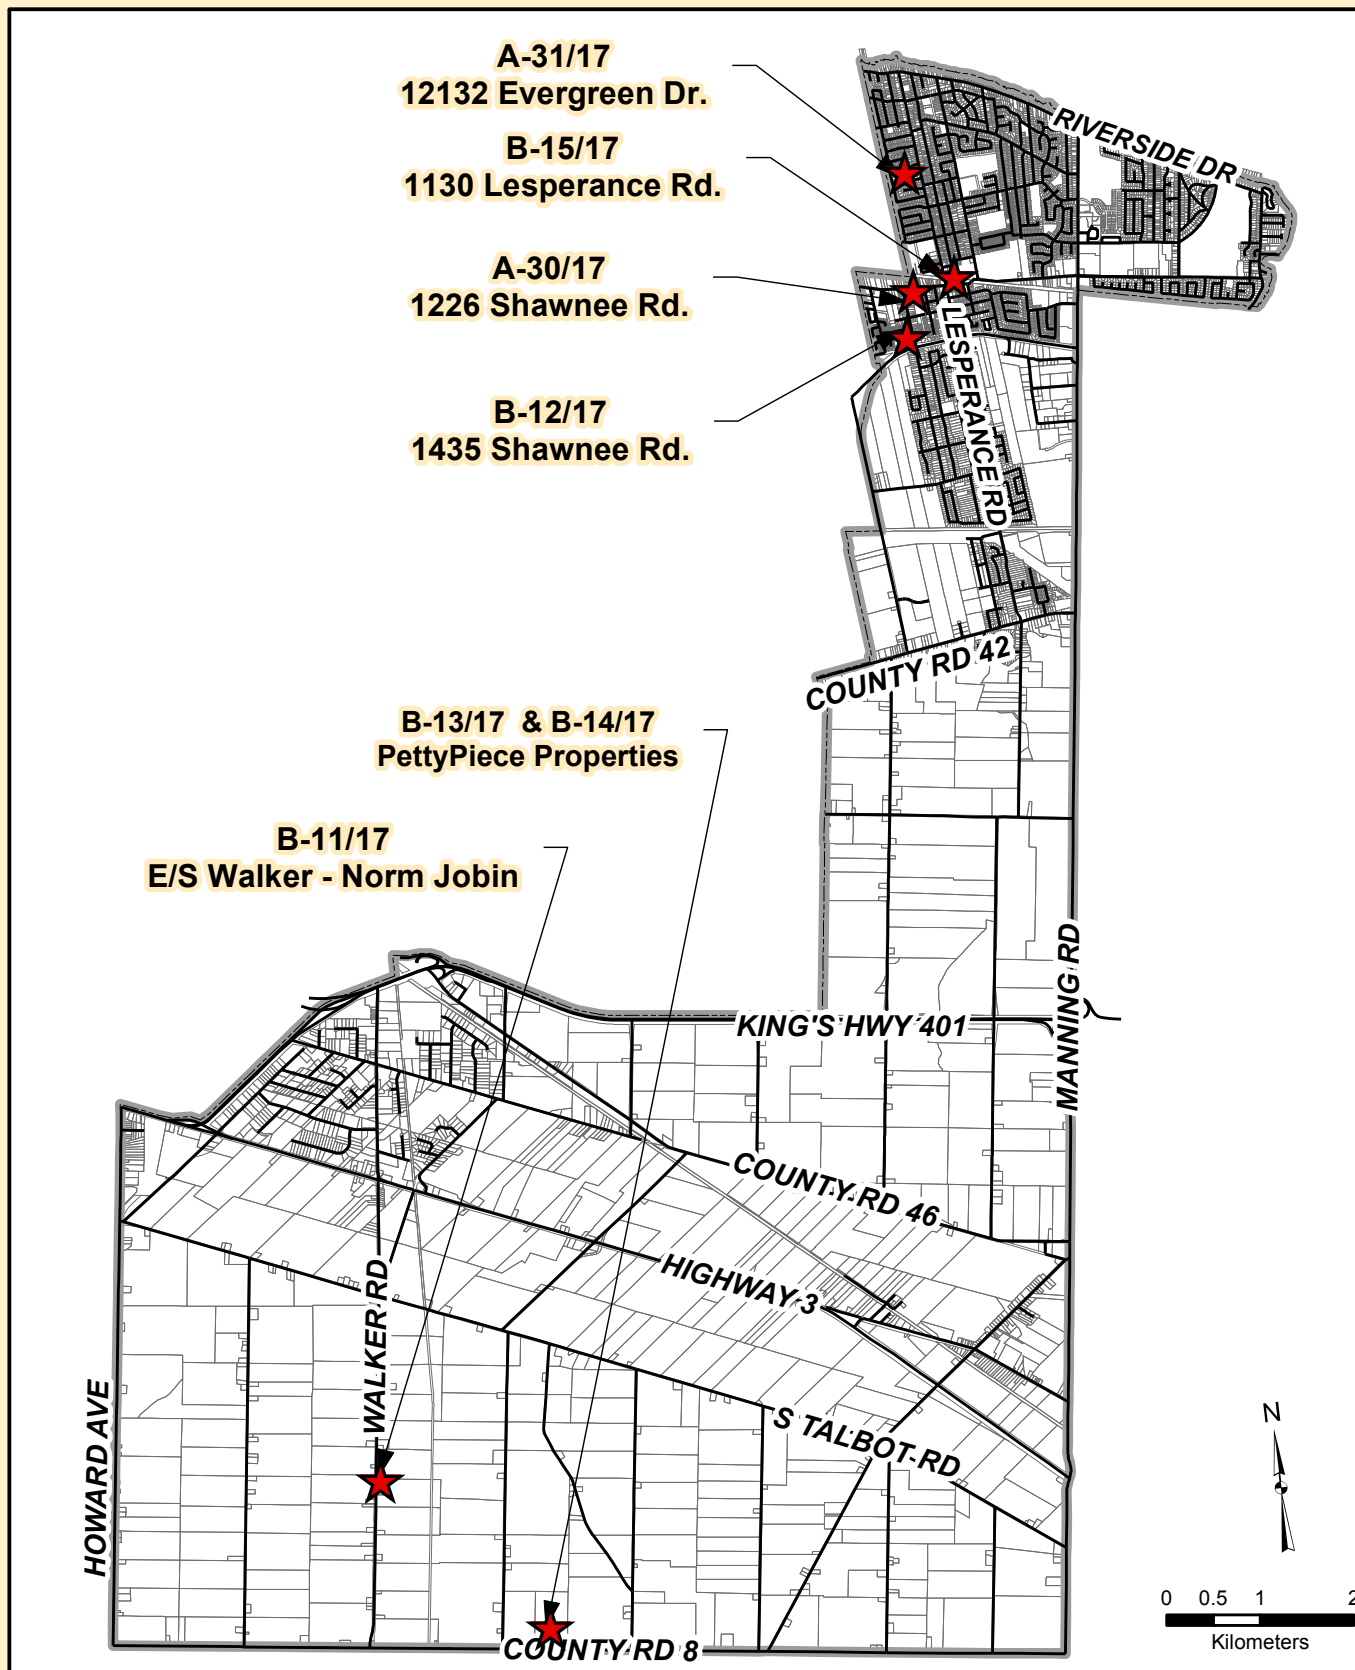 A-31/17
12132 Evergreen Dr.
B-15/17
1130 Lesperance Rd.
A-30/17
1226 Shawnee Rd.
B-12/17
1435 Shawnee Rd.
RIVERSIDE DR
LESPERANCE RD
COUNTY RD 42
B-13/17 & B-14/17
PettyPiece Properties
B-11/17
E/S Walker - Norm Jobin
KING'S HWY 401
MANNING RD
COUNTY RD 46
HIGHWAY 3
WALKER RD
S TALBOT RD
HOWARD AVE
COUNTY RD 8
N
0 0.5 1 2
Kilometers